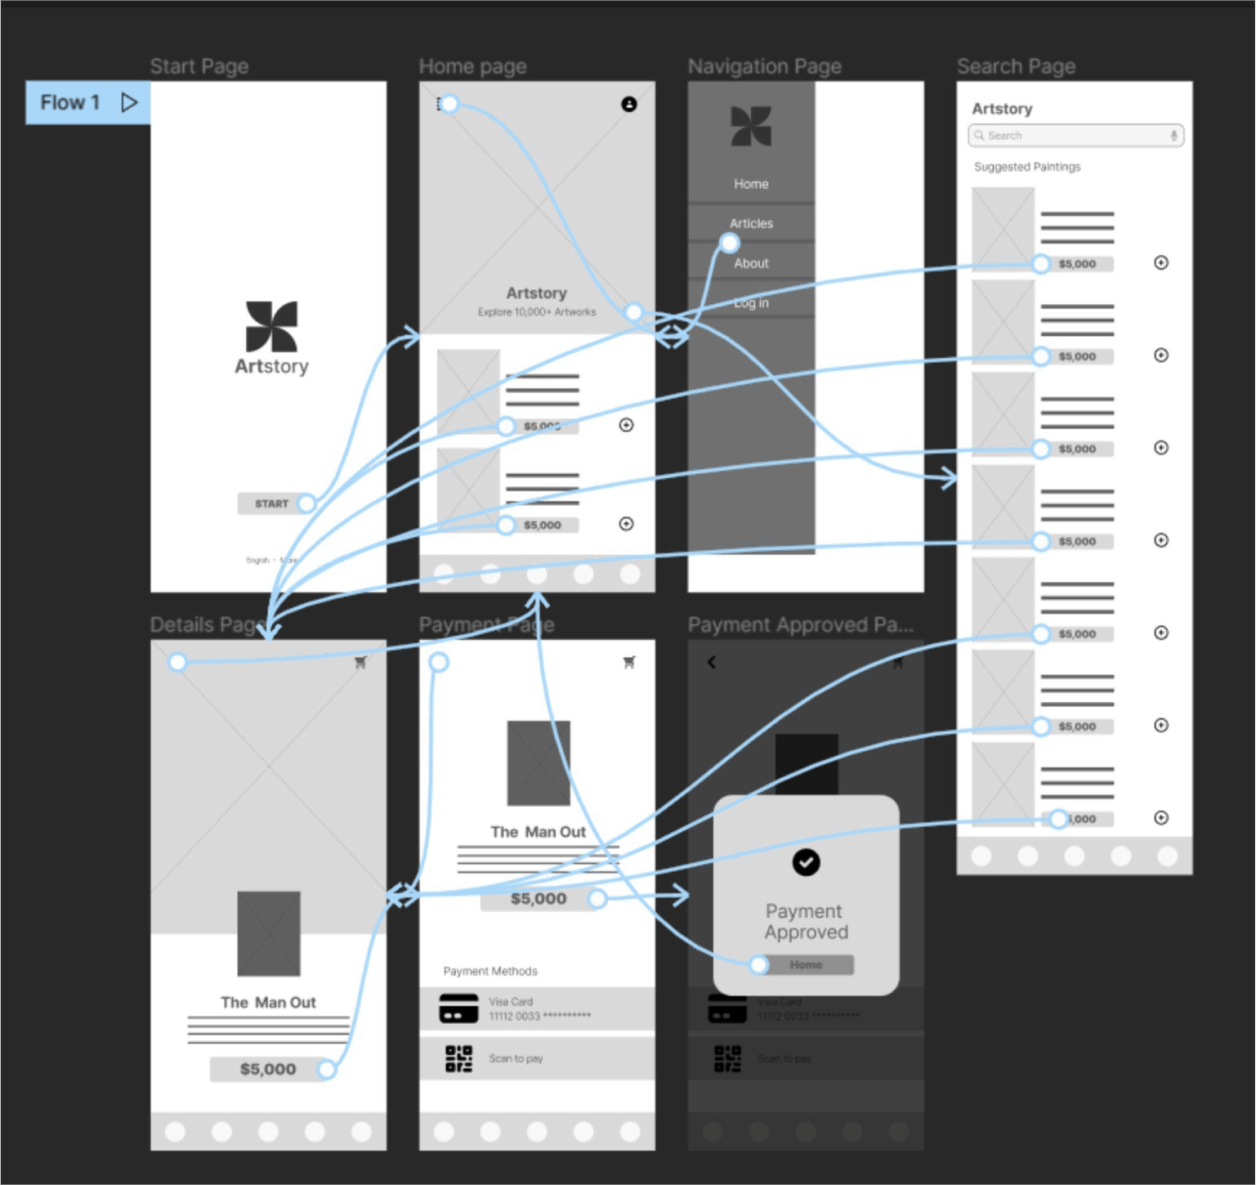 Start Page
Home page
Navigation Page
Search Page
Flow 1
Artstory
START
English - More
Artstory
Explore 10,000+ Artworks
$5,000
$5,000
Home
Articles
About
Log in
Artstory
Search
Suggested Paintings
$5,000
$5,000
$5,000
$5,000
$5,000
$5,000
5,000
Details Page
Payment Page
Payment Approved Pa...
The Man Out
$5,000
The Man Out
$5,000
Payment Methods
Visa Card
11112 0033 **********
Scan to pay
Payment
Approved
Home
Visa Card
11112 0033 **********
Scan to pay